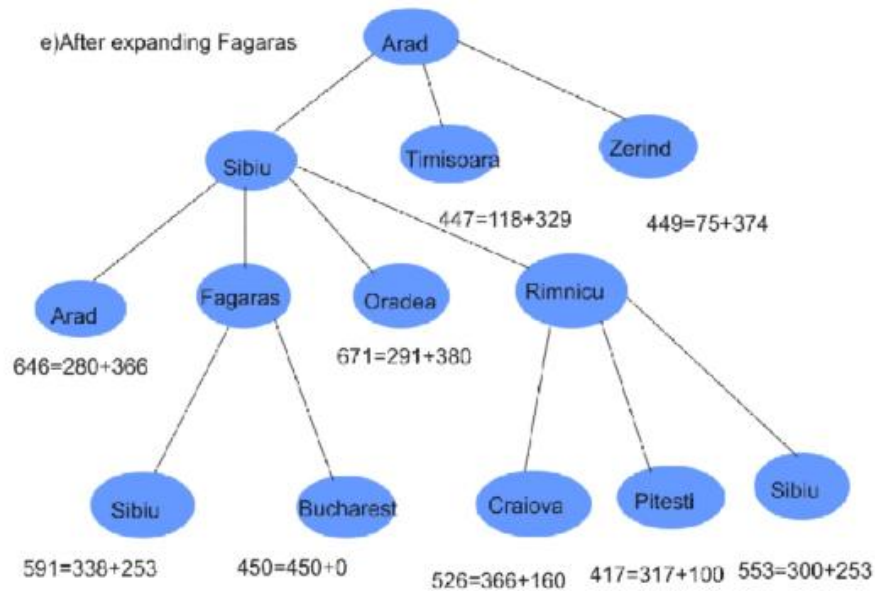 e)After expanding Fagaras
Arad
Sibiu
Timisoara
Zerind
447=118+329
449=75+374
Arad
Fagaras
Oradea
Rimnicu
646=280+366
671=291+380
Sibiu
Bucharest
Craiova
Pitesti
Sibiu
591=338+253
450=450+0
526=366+160
417=317+100
553=300+253